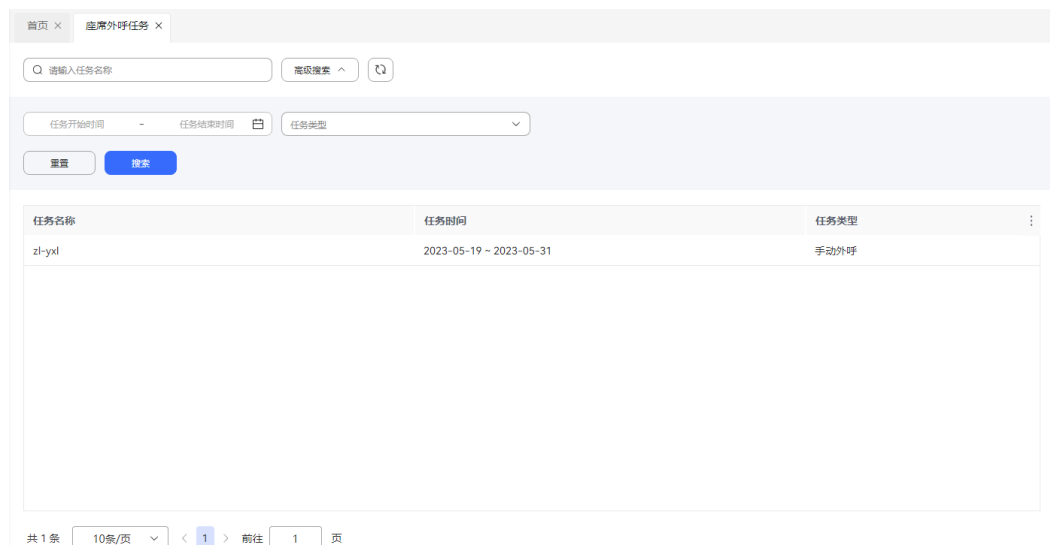 首页 座席外呼任务
请输入任务名称 高级搜索
任务开始时间 - 任务结束时间 任务类型
重置 搜索
任务名称 任务时间 任务类型
zl-yxl 2023-05-19 ~ 2023-05-31 手动外呼
共 1 条 10条/页 < 1 > 前往 1 页